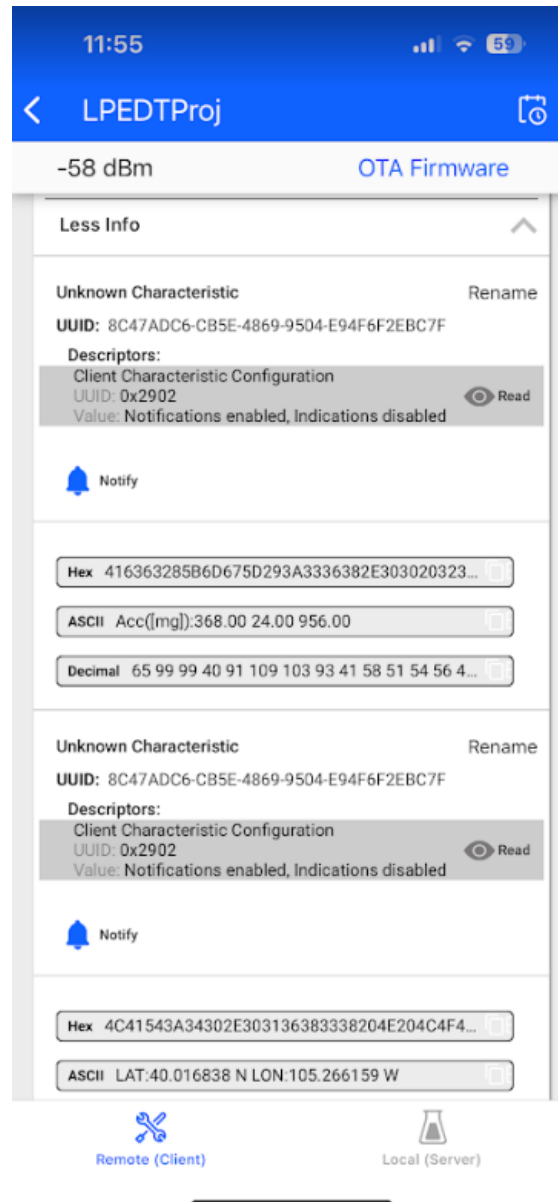 11:55
59
LPEDTProj
-58 dBm OTA Firmware
Less Info
Unknown Characteristic Rename
UUID: 8C47ADC6-CB5E-4869-9504-E94F6F2EBC7F
Descriptors:
Client Characteristic Configuration
UUID: 0x2902
Read
Value: Notifications enabled, Indications disabled
Notify
Hex 416363285B6D675D293A3336382E303020323...
ASCII Acc([mg]):368.00 24.00 956.00
Decimal 65 99 99 40 91 109 103 93 41 58 51 54 56 4...
Unknown Characteristic Rename
UUID: 8C47ADC6-CB5E-4869-9504-E94F6F2EBC7F
Descriptors:
Client Characteristic Configuration
UUID: 0x2902
Read
Value: Notifications enabled, Indications disabled
Notify
Hex 4C41543A34302E303136383338204E204C4F4...
ASCII LAT:40.016838 N LON:105.266159 W
Remote (Client) Local (Server)